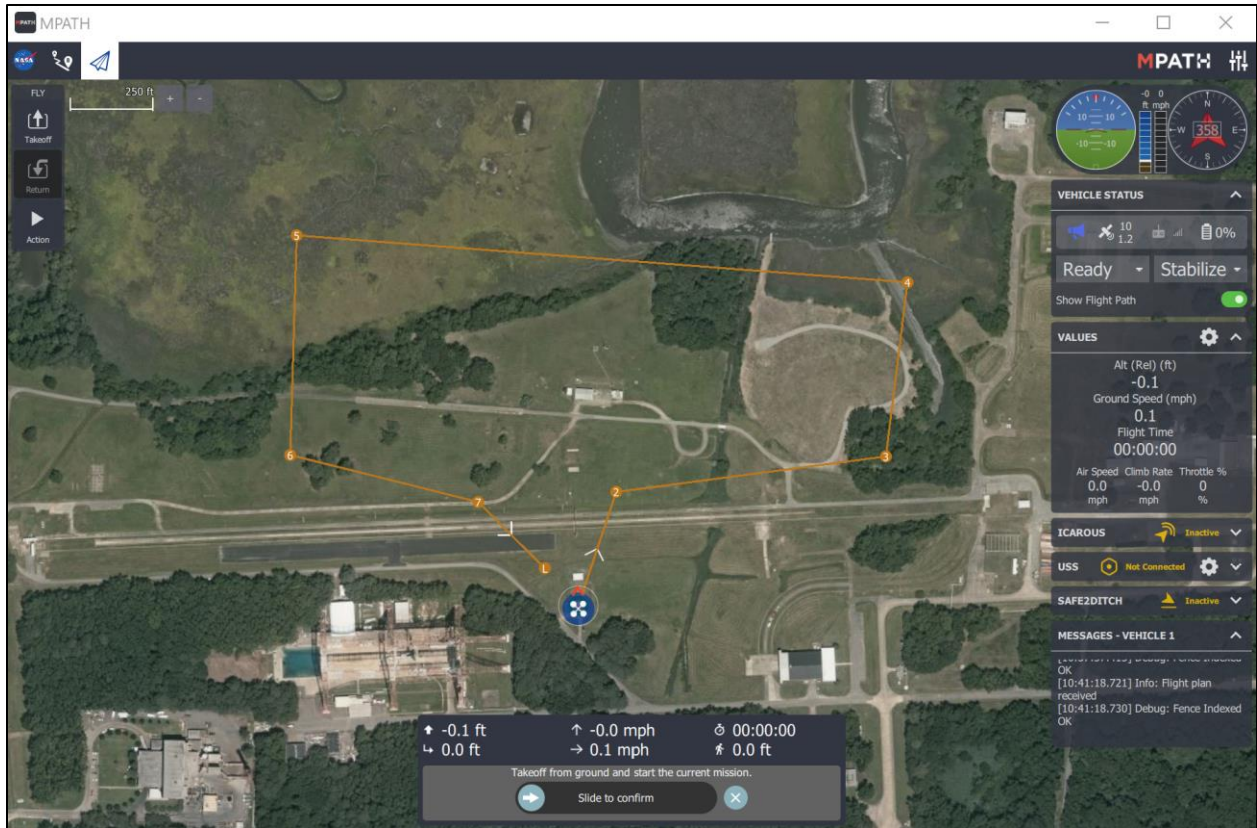 MPATH MPATH
NASA
MPATH
FLY
Takeoff
Return
Action
250 ft
+ -
5
4
6
7
2
3
L
-0 0
ft mph
10 10
-10 -10
N
W 358 E
S
VEHICLE STATUS
10
1.2
0%
Ready Stabilize
Show Flight Path
VALUES
Alt (Rel) (ft)
-0.1
Ground Speed (mph)
0.1
Flight Time
00:00:00
Air Speed Climb Rate Throttle %
0.0 -0.0 0
mph mph %
ICAROUS Inactive
USS Not Connected
SAFE2DITCH Inactive
MESSAGES - VEHICLE 1
Debug: Fence Indexed
OK
[10:41:18.721] Info: Flight plan
received
[10:41:18.730] Debug: Fence Indexed
OK
-0.1 ft -0.0 mph 00:00:00
0.0 ft 0.1 mph 0.0 ft
Takeoff from ground and start the current mission.
Slide to confirm